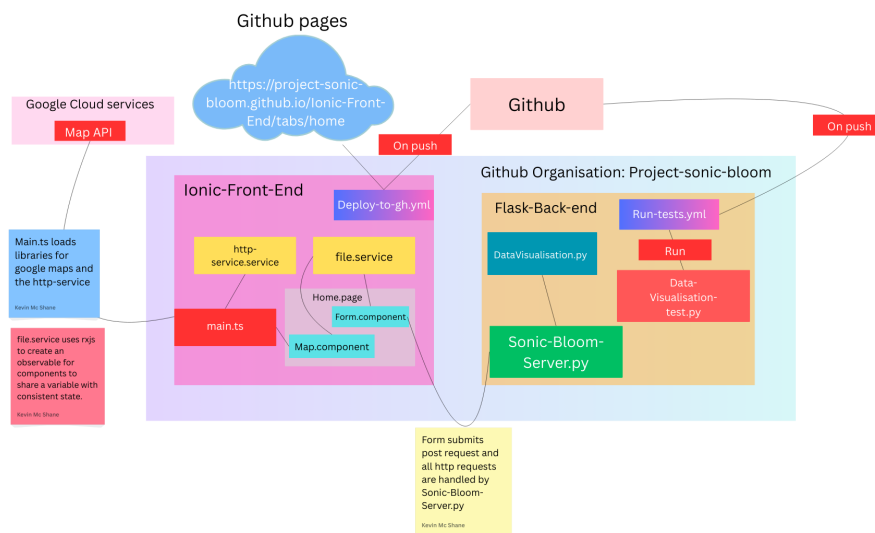 Github pages
https://project-sonic-
bloom.github.io/Ionic-Front-
End/tabs/home
Github
Google Cloud services
Map API
On push
On push
Github Organisation: Project-sonic-bloom
Ionic-Front-End
Deploy-to-gh.yml
Flask-Back-end
Run-tests.yml
http-
service.service
file.service
DataVisualisation.py
Run
Main.ts loads
libraries for
google maps and
the http-service
Kevin Mc Shane
Home.page
Form.component
main.ts
Map.component
Data-
Visualisation-
test.py
Sonic-Bloom-
Server.py
file.service uses rxjs
to create an
observable for
components to
share a variable with
consistent state.
Kevin Mc Shane
Form submits
post request and
all http requests
are handled by
Sonic-Bloom-
Server.py
Kevin Mc Shane